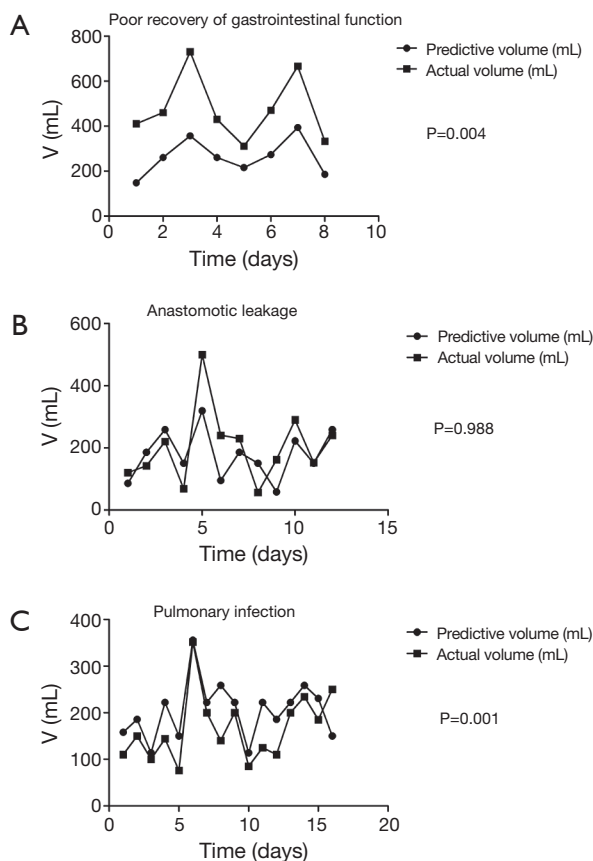 A
Poor recovery of gastrointestinal function
800
600
400
200
0
V (mL)
0 2 4 6 8 10
Time (days)
Predictive volume (mL)
Actual volume (mL)
P=0.004
B
Anastomotic leakage
600
400
200
0
V (mL)
0 5 10 15
Time (days)
Predictive volume (mL)
Actual volume (mL)
P=0.988
C
Pulmonary infection
400
300
200
100
0
V (mL)
0 5 10 15 20
Time (days)
Predictive volume (mL)
Actual volume (mL)
P=0.001